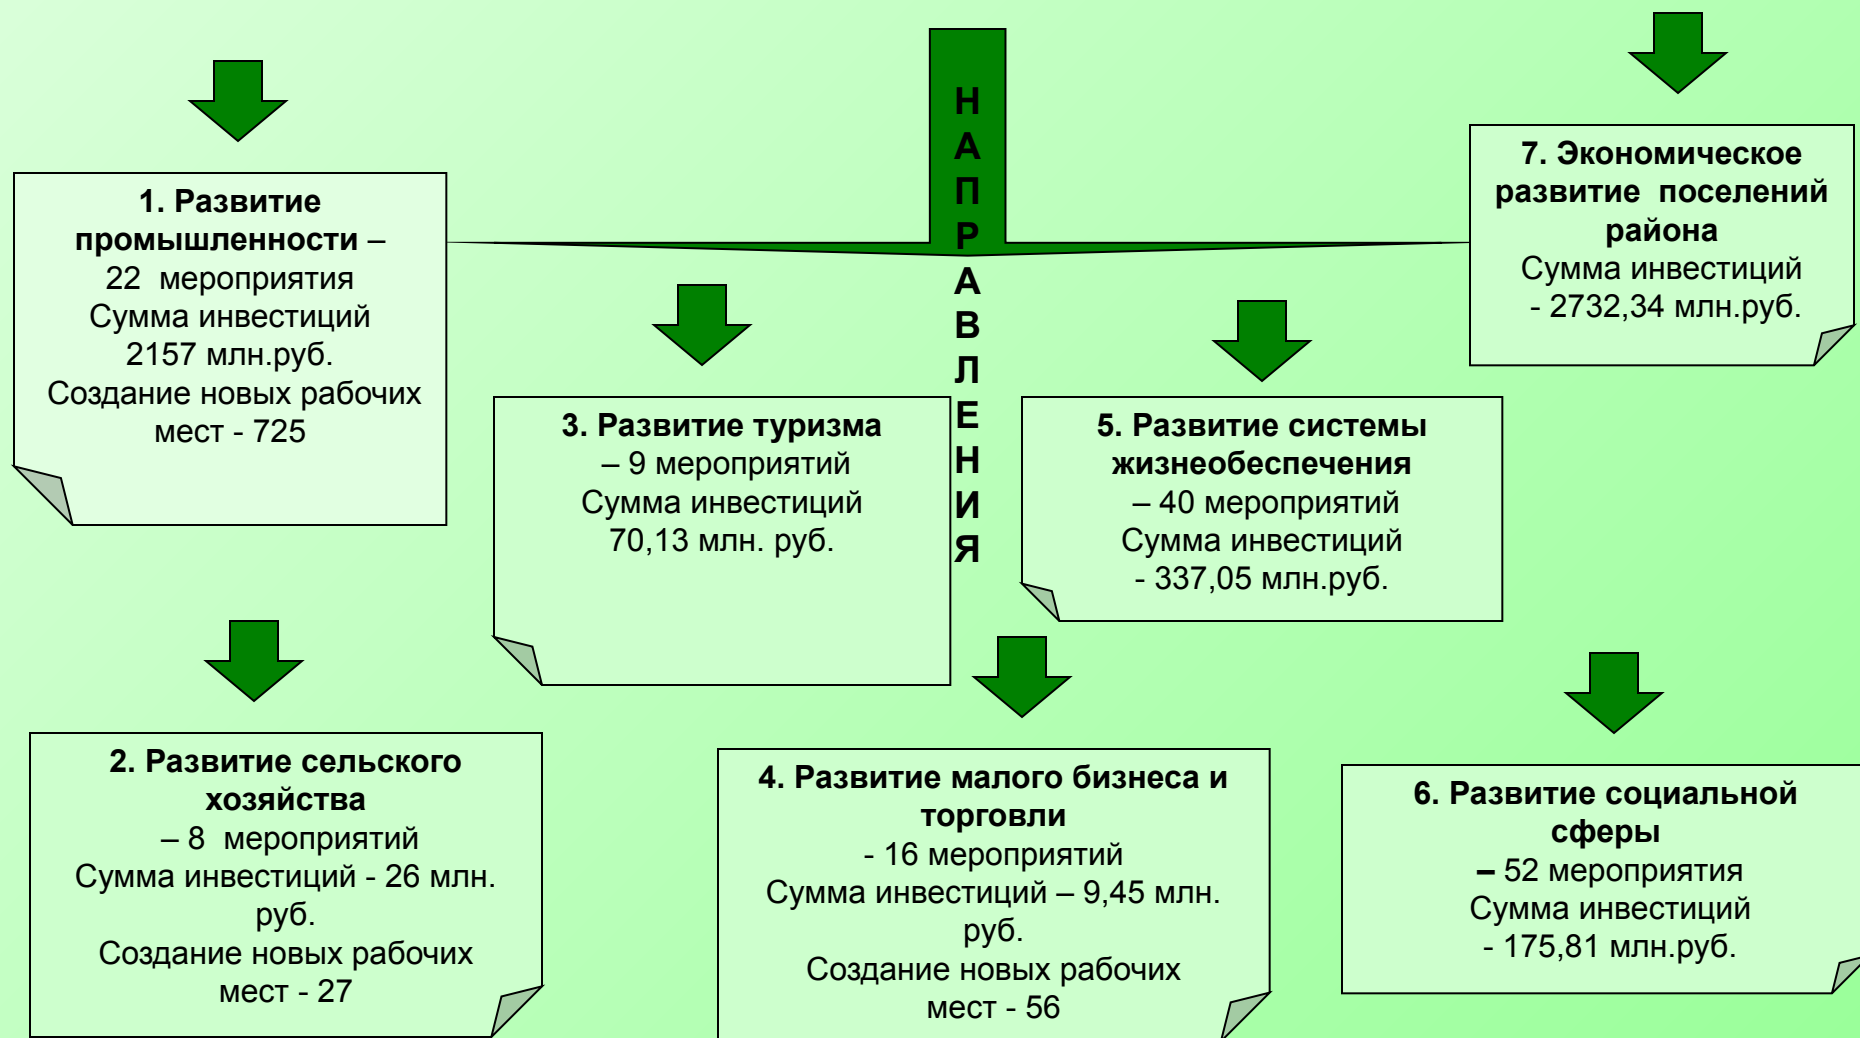 НАПРАВЛЕНИЯ
1. Развитие
промышленности –
22 мероприятия
Сумма инвестиций
2157 млн.руб.
Создание новых рабочих
мест - 725
2. Развитие сельского
хозяйства
– 8 мероприятий
Сумма инвестиций - 26 млн.
руб.
Создание новых рабочих
мест - 27
3. Развитие туризма
– 9 мероприятий
Сумма инвестиций
70,13 млн. руб.
4. Развитие малого бизнеса и
торговли
- 16 мероприятий
Сумма инвестиций – 9,45 млн.
руб.
Создание новых рабочих
мест - 56
5. Развитие системы
жизнеобеспечения
– 40 мероприятий
Сумма инвестиций
- 337,05 млн.руб.
6. Развитие социальной
сферы
– 52 мероприятия
Сумма инвестиций
- 175,81 млн.руб.
7. Экономическое
развитие поселений
района
Сумма инвестиций
- 2732,34 млн.руб.